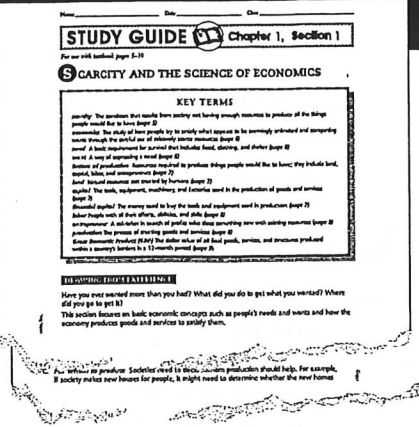 Name Date Class
STUDY GUIDE Chapter 1, Section 1
For use with textbook pages 5–10
SCARCITY AND THE SCIENCE OF ECONOMICS
KEY TERMS
scarcity The condition that results from society not having enough resources to produce all the things
people would like to have (page 5)
economics The study of how people try to satisfy what appears to be seemingly unlimited and competing
wants through the careful use of relatively scarce resources (page 6)
need A basic requirement for survival that includes food, clothing, and shelter (page 6)
want A way of expressing a need (page 6)
factors of production Resources required to produce things people would like to have; they include land,
capital, labor, and entrepreneurs (page 7)
land Natural resources not created by humans (page 7)
capital The tools, equipment, machinery, and factories used in the production of goods and services
(page 7)
financial capital The money used to buy the tools and equipment used in production (page 7)
labor People with all their efforts, abilities, and skills (page 8)
entrepreneur A risk-taker in search of profits who does something new with existing resources (page 8)
production The process of creating goods and services (page 8)
Gross Domestic Product (GDP) The dollar value of all final goods, services, and structures produced
within a country's borders in a 12-month period (page 9)
DRAWING FROM EXPERIENCE
Have you ever wanted more than you had? What did you do to get what you wanted? Where
did you go to get it?
This section focuses on basic economic concepts such as people's needs and wants and how the
economy produces goods and services to satisfy them.
produce Societies need to production should help. For example,
if society makes new houses for people, it might need to determine whether the new homes